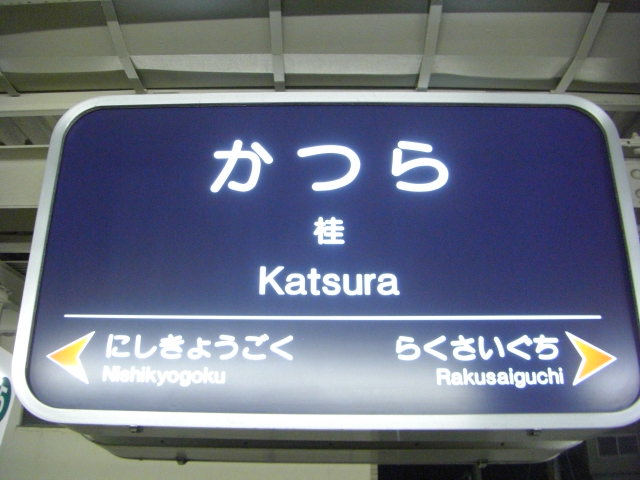 かつら
桂
Katsura
にしきょうごく らくさいぐち
Nishikyogoku Rakusaiguchi